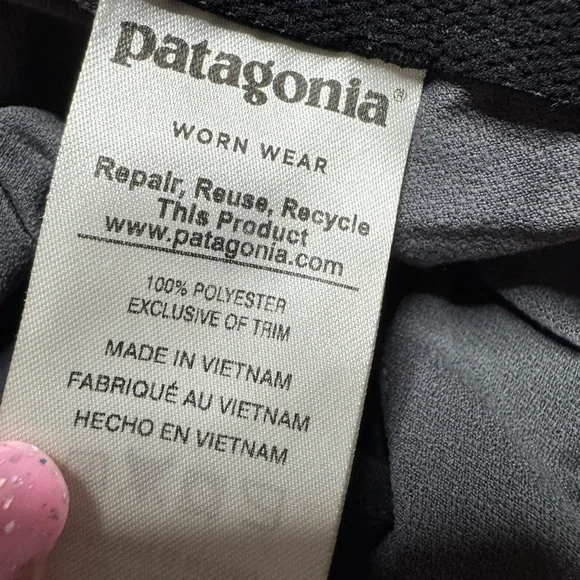 patagonia®
WORN WEAR
Repair, Reuse, Recycle
This Product
www.patagonia.com
100% POLYESTER
EXCLUSIVE OF TRIM
MADE IN VIETNAM
FABRIQUÉ AU VIETNAM
HECHO EN VIETNAM